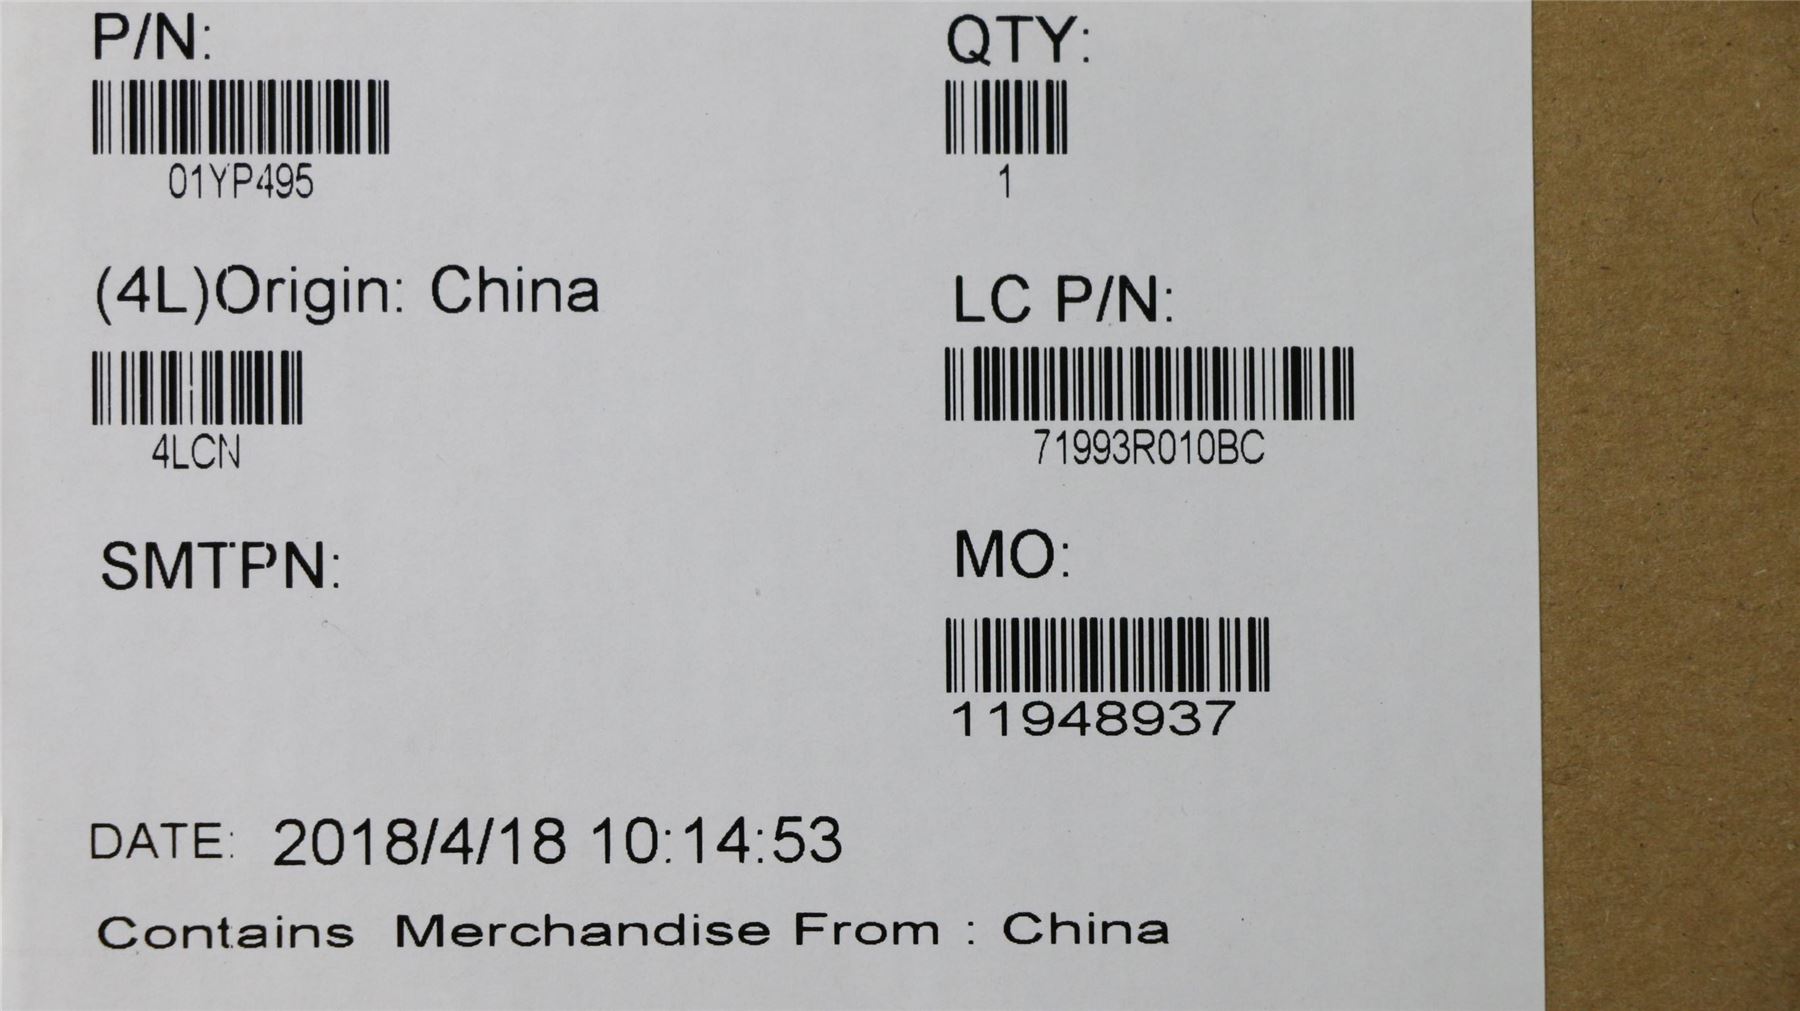 P/N:
01YP495
QTY:
1
(4L)Origin: China
4LCN
LC P/N:
71993R010BC
SMTPN:
MO:
11948937
DATE: 2018/4/18 10:14:53
Contains Merchandise From : China